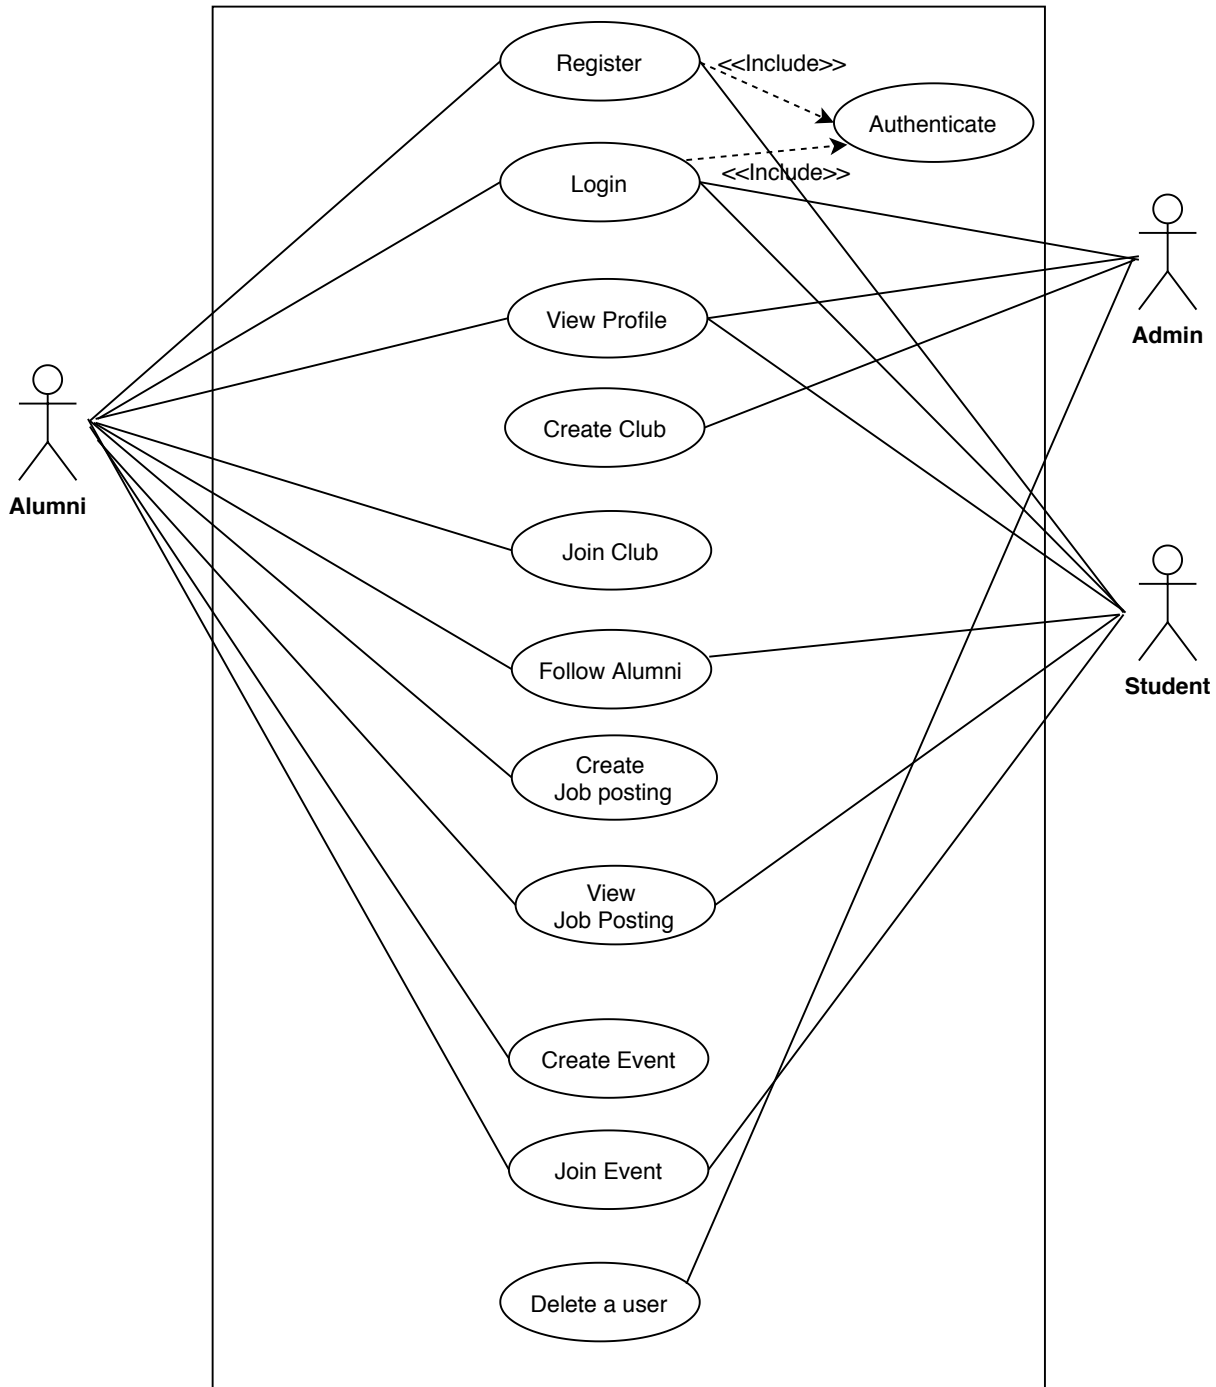 Register
<<Include>>
Authenticate
Login
<<Include>>
View Profile
Admin
Create Club
Alumni
Join Club
Follow Alumni
Student
Create
Job posting
View
Job Posting
Create Event
Join Event
Delete a user